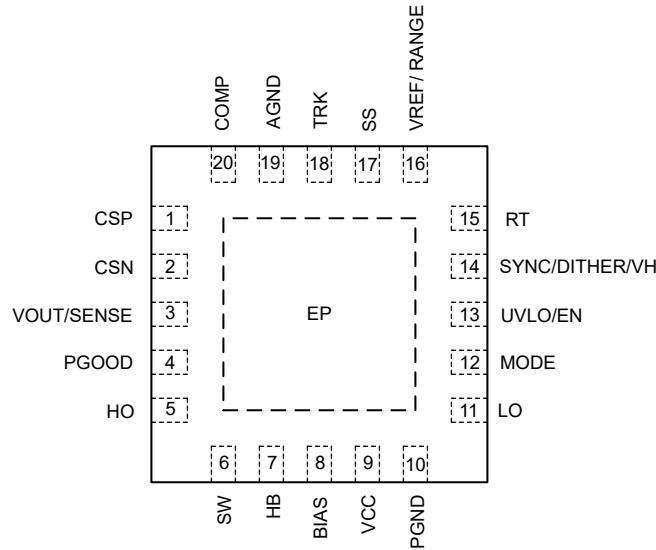 COMP
AGND
TRK
SS
VREF/ RANGE
20
19
18
17
16
CSP 1
15 RT
CSN 2
14 SYNC/DITHER/VH
VOUT/SENSE 3
EP
13 UVLO/EN
PGOOD 4
12 MODE
HO 5
11 LO
6
7
8
9
10
SW
HB
BIAS
VCC
PGND